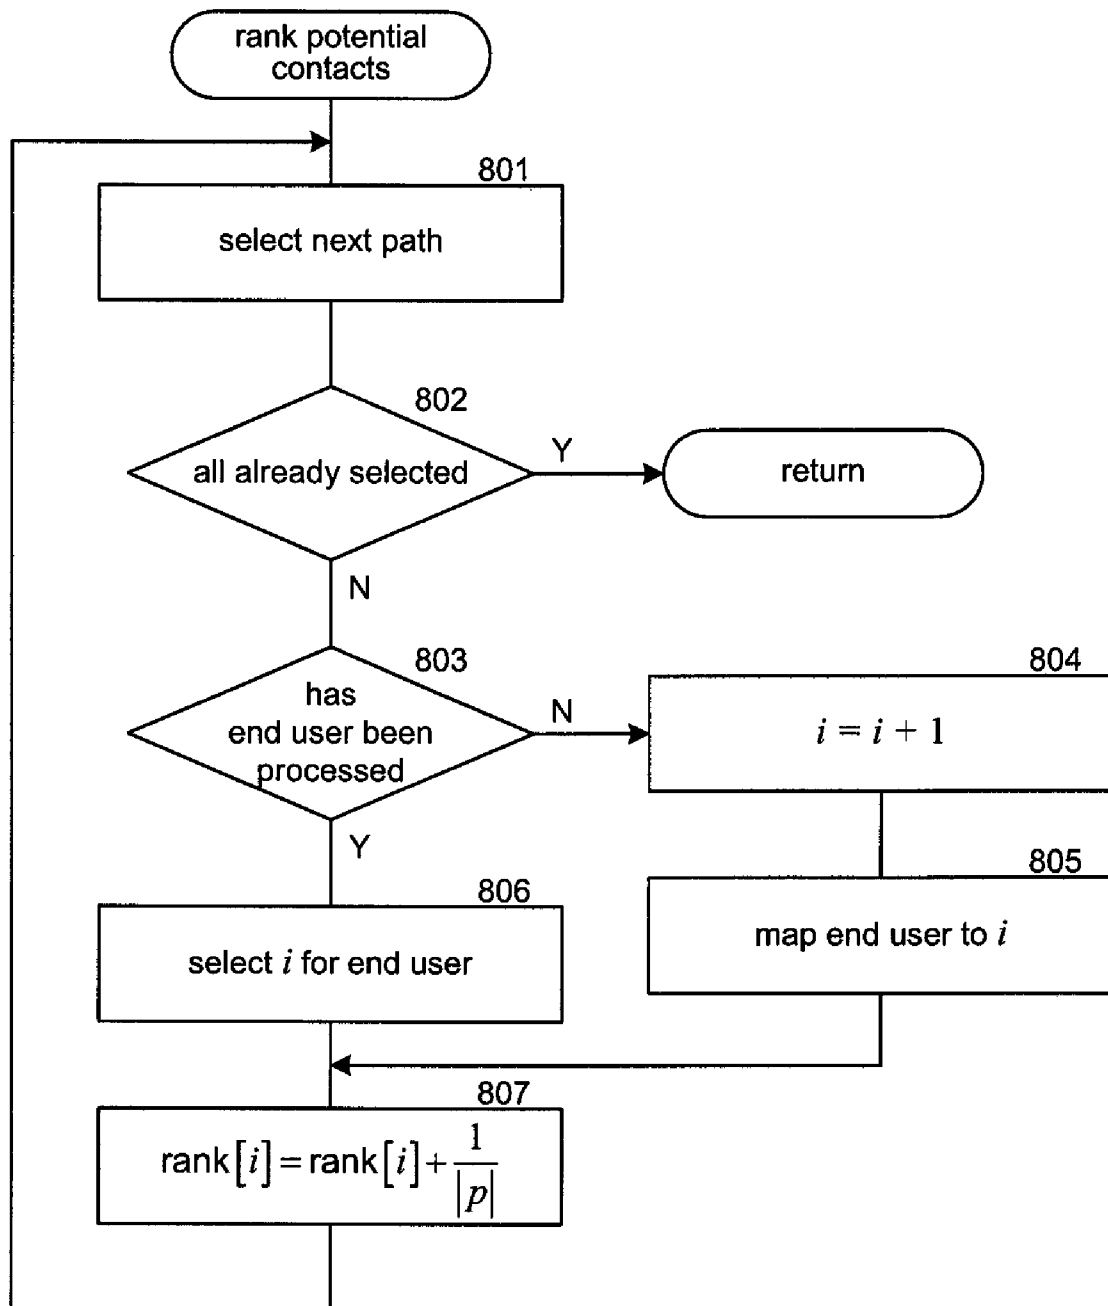 rank potential
contacts
801
select next path
802
all already selected
Y
return
N
803
has
end user been
processed
N
804
i = i + 1
Y
805
map end user to i
806
select i for end user
807
rank[i] = rank[i] + 1/|p|